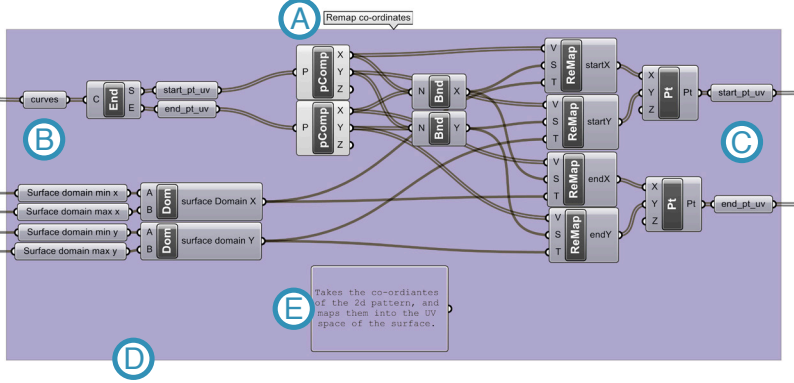 A
Remap co-ordinates
B
curves
C
End
S
E
start_pt_uv
end_pt_uv
P
pComp
X
Y
Z
P
pComp
X
Y
Z
N
Bnd
X
N
Bnd
Y
V
S
T
ReMap
startX
V
S
T
ReMap
startY
V
S
T
ReMap
endX
V
S
T
ReMap
endY
X
Y
Z
Pt
Pt
start_pt_uv
C
X
Y
Z
Pt
Pt
end_pt_uv
Surface domain min x
Surface domain max x
Surface domain min y
Surface domain max y
A
B
Dom
surface Domain X
A
B
Dom
surface domain Y
D
E
Takes the co-ordiantes
of the 2d pattern, and
maps them into the UV
space of the surface.